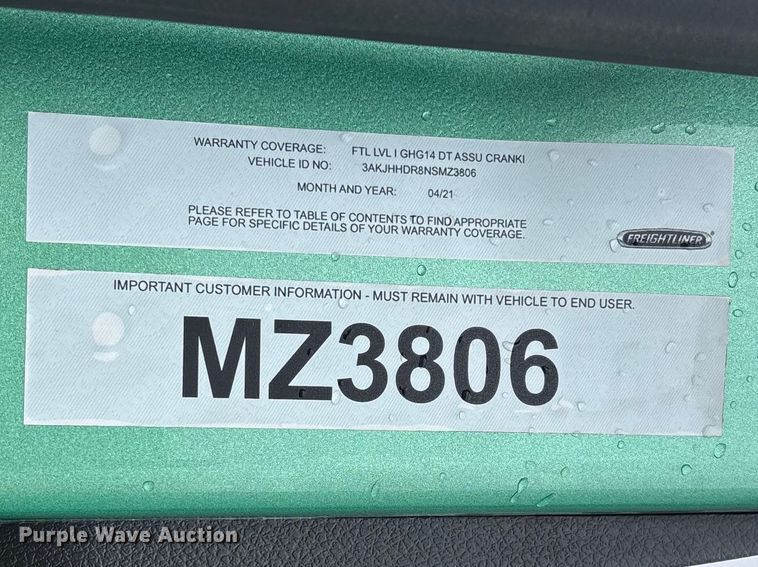 WARRANTY COVERAGE: FTL LVL I GHG14 DT ASSU CRANKI
VEHICLE ID NO: 3AKJHHDR8NSMZ3806
MONTH AND YEAR: 04/21
PLEASE REFER TO TABLE OF CONTENTS TO FIND APPROPRIATE
PAGE FOR SPECIFIC DETAILS OF YOUR WARRANTY COVERAGE.
FREIGHTLINER
IMPORTANT CUSTOMER INFORMATION - MUST REMAIN WITH VEHICLE TO END USER.
MZ3806
Purple Wave Auction